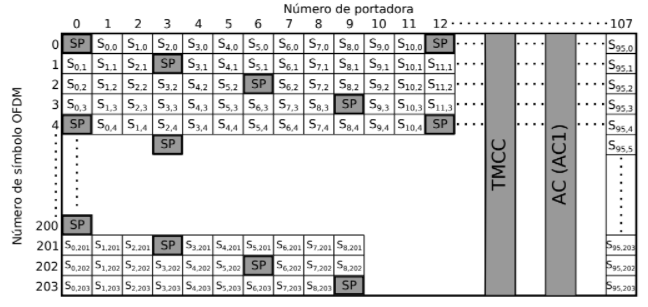 Número de portadora
0 1 2 3 4 5 6 7 8 9 10 11 12 107
Número de símbolo OFDM
0 SP S0,0 S1,0 S2,0 S3,0 S4,0 S5,0 S6,0 S7,0 S8,0 S9,0 S10,0 SP S95,0
1 S0,1 S1,1 S2,1 SP S3,1 S4,1 S5,1 S6,1 S7,1 S8,1 S9,1 S10,1 S11,1 S95,1
2 S0,2 S1,2 S2,2 S3,2 S4,2 S5,2 SP S6,2 S7,2 S8,2 S9,2 S10,2 S11,2 S95,2
3 S0,3 S1,3 S2,3 S3,3 S4,3 S5,3 S6,3 S7,3 S8,3 SP S9,3 S10,3 S11,3 S95,3
4 SP S0,4 S1,4 S2,4 S3,4 S4,4 S5,4 S6,4 S7,4 S8,4 S9,4 S10,4 SP S95,4
SP S95,5
TMCC
AC (AC1)
200 SP
201 S0,201 S1,201 S2,201 SP S3,201 S4,201 S5,201 S6,201 S7,201 S8,201 S95,203
202 S0,202 S1,202 S2,202 S3,202 S4,202 S5,202 SP S6,202 S7,202 S8,202 S95,202
203 S0,203 S1,203 S2,203 S3,203 S4,203 S5,203 S6,203 S7,203 S8,203 SP S95,203